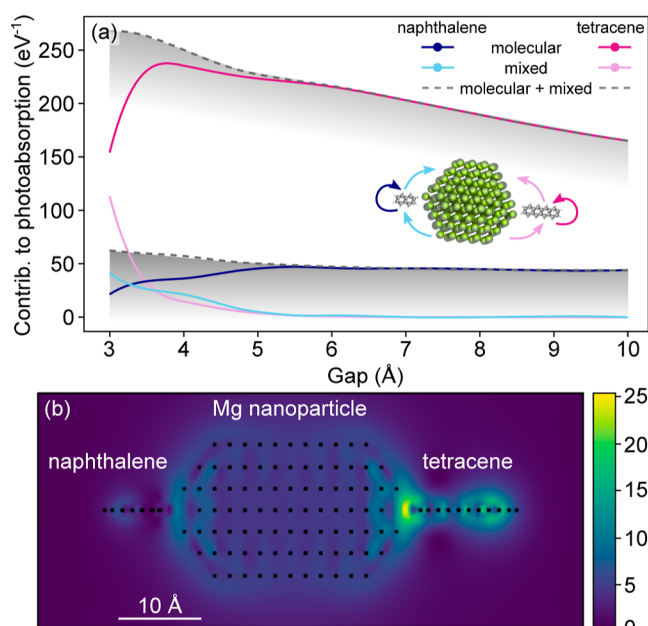 (a)
naphthalene tetracene
molecular
mixed
molecular + mixed
Contrib. to photoabsorption (eV⁻¹)
250
200
150
100
50
0
3 4 5 6 7 8 9 10
Gap (Å)
(b) Mg nanoparticle
naphthalene tetracene
10 Å
25
20
15
10
5
0